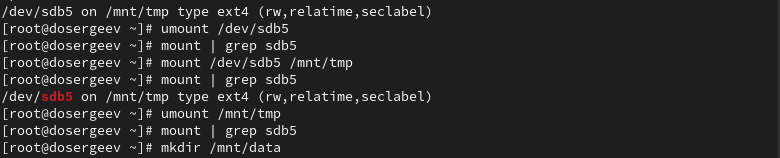 /dev/sdb5 on /mnt/tmp type ext4 (rw,relatime,seclabel)
[root@dosergeev ~]# umount /dev/sdb5
[root@dosergeev ~]# mount | grep sdb5
[root@dosergeev ~]# mount /dev/sdb5 /mnt/tmp
[root@dosergeev ~]# mount | grep sdb5
/dev/sdb5 on /mnt/tmp type ext4 (rw,relatime,seclabel)
[root@dosergeev ~]# umount /mnt/tmp
[root@dosergeev ~]# mount | grep sdb5
[root@dosergeev ~]# mkdir /mnt/data